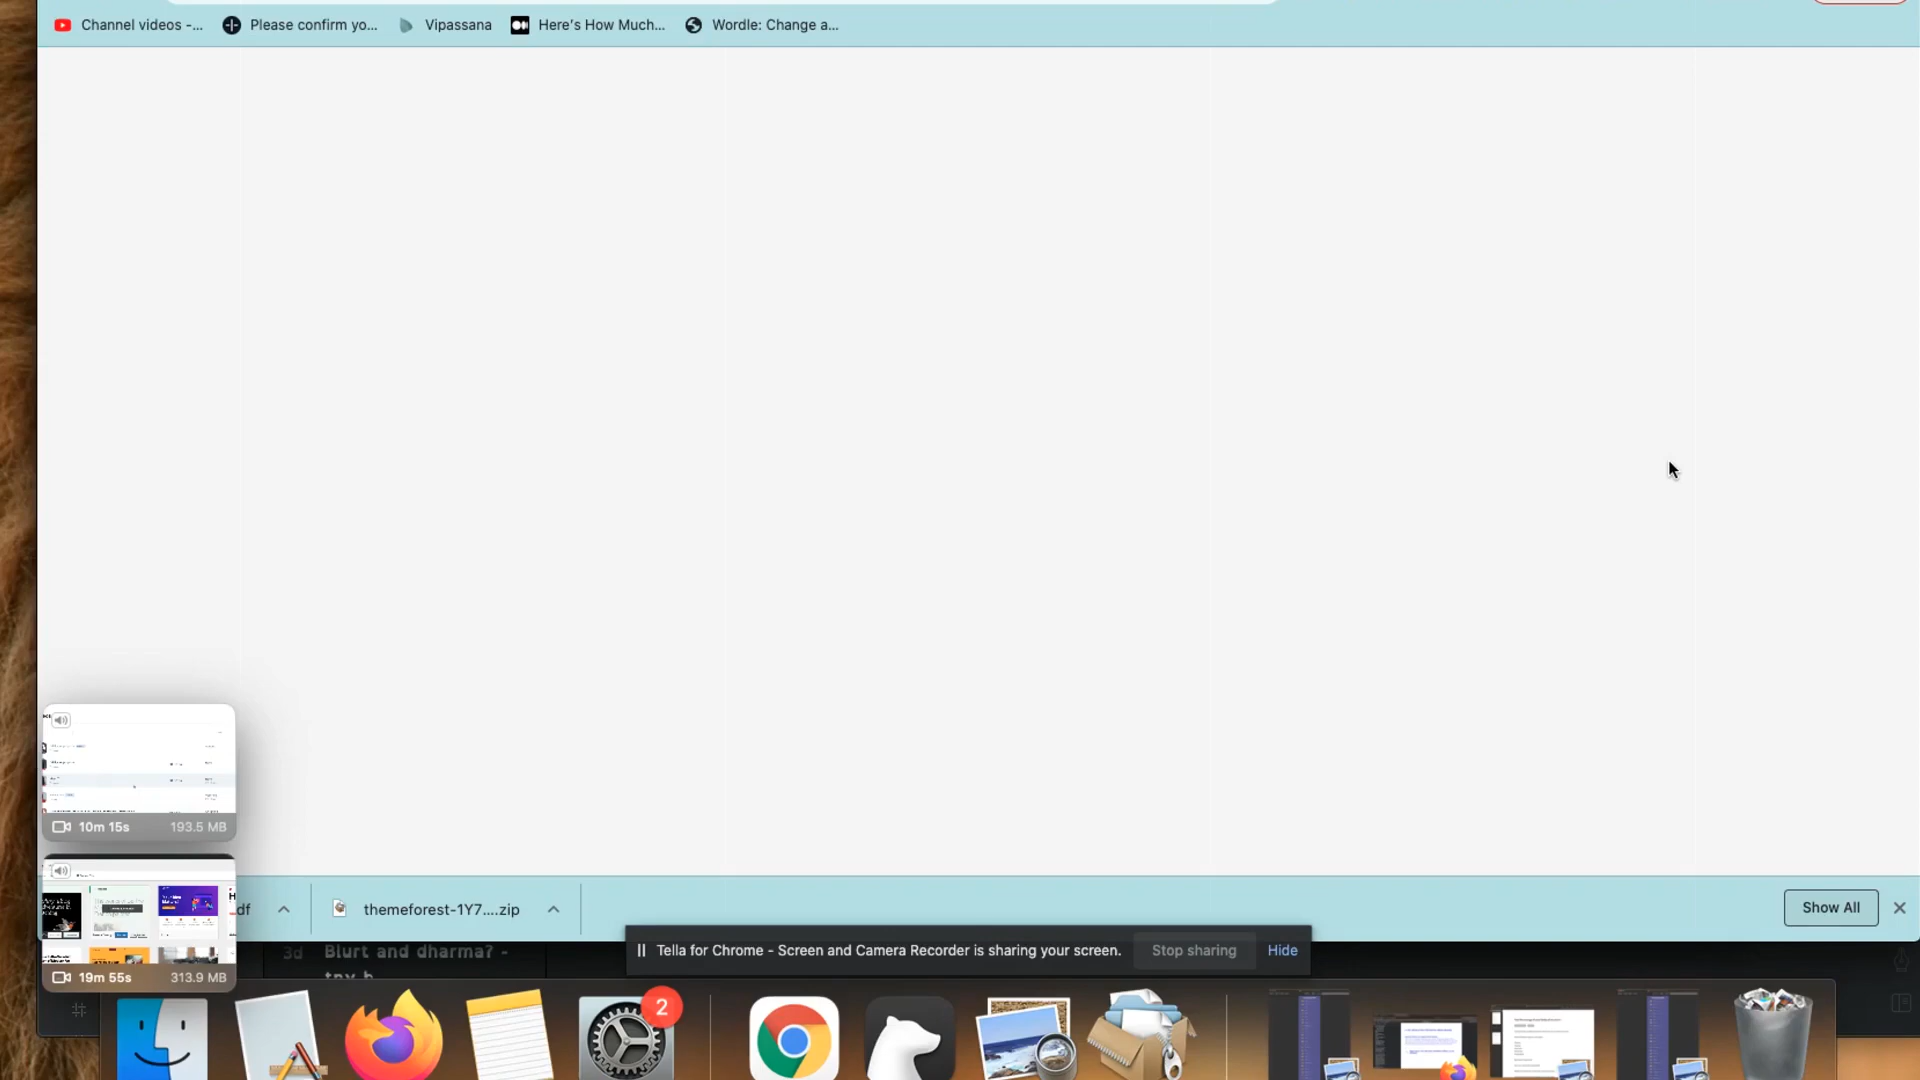 Channel videos -... Please confirm yo... Vipassana Here's How Much... Wordle: Change a...
10m 15s 193.5 MB
df themeforest-1Y7....zip Show All
3d Blurt and dharma? -
Tella for Chrome - Screen and Camera Recorder is sharing your screen. Stop sharing Hide
19m 55s 313.9 MB
2